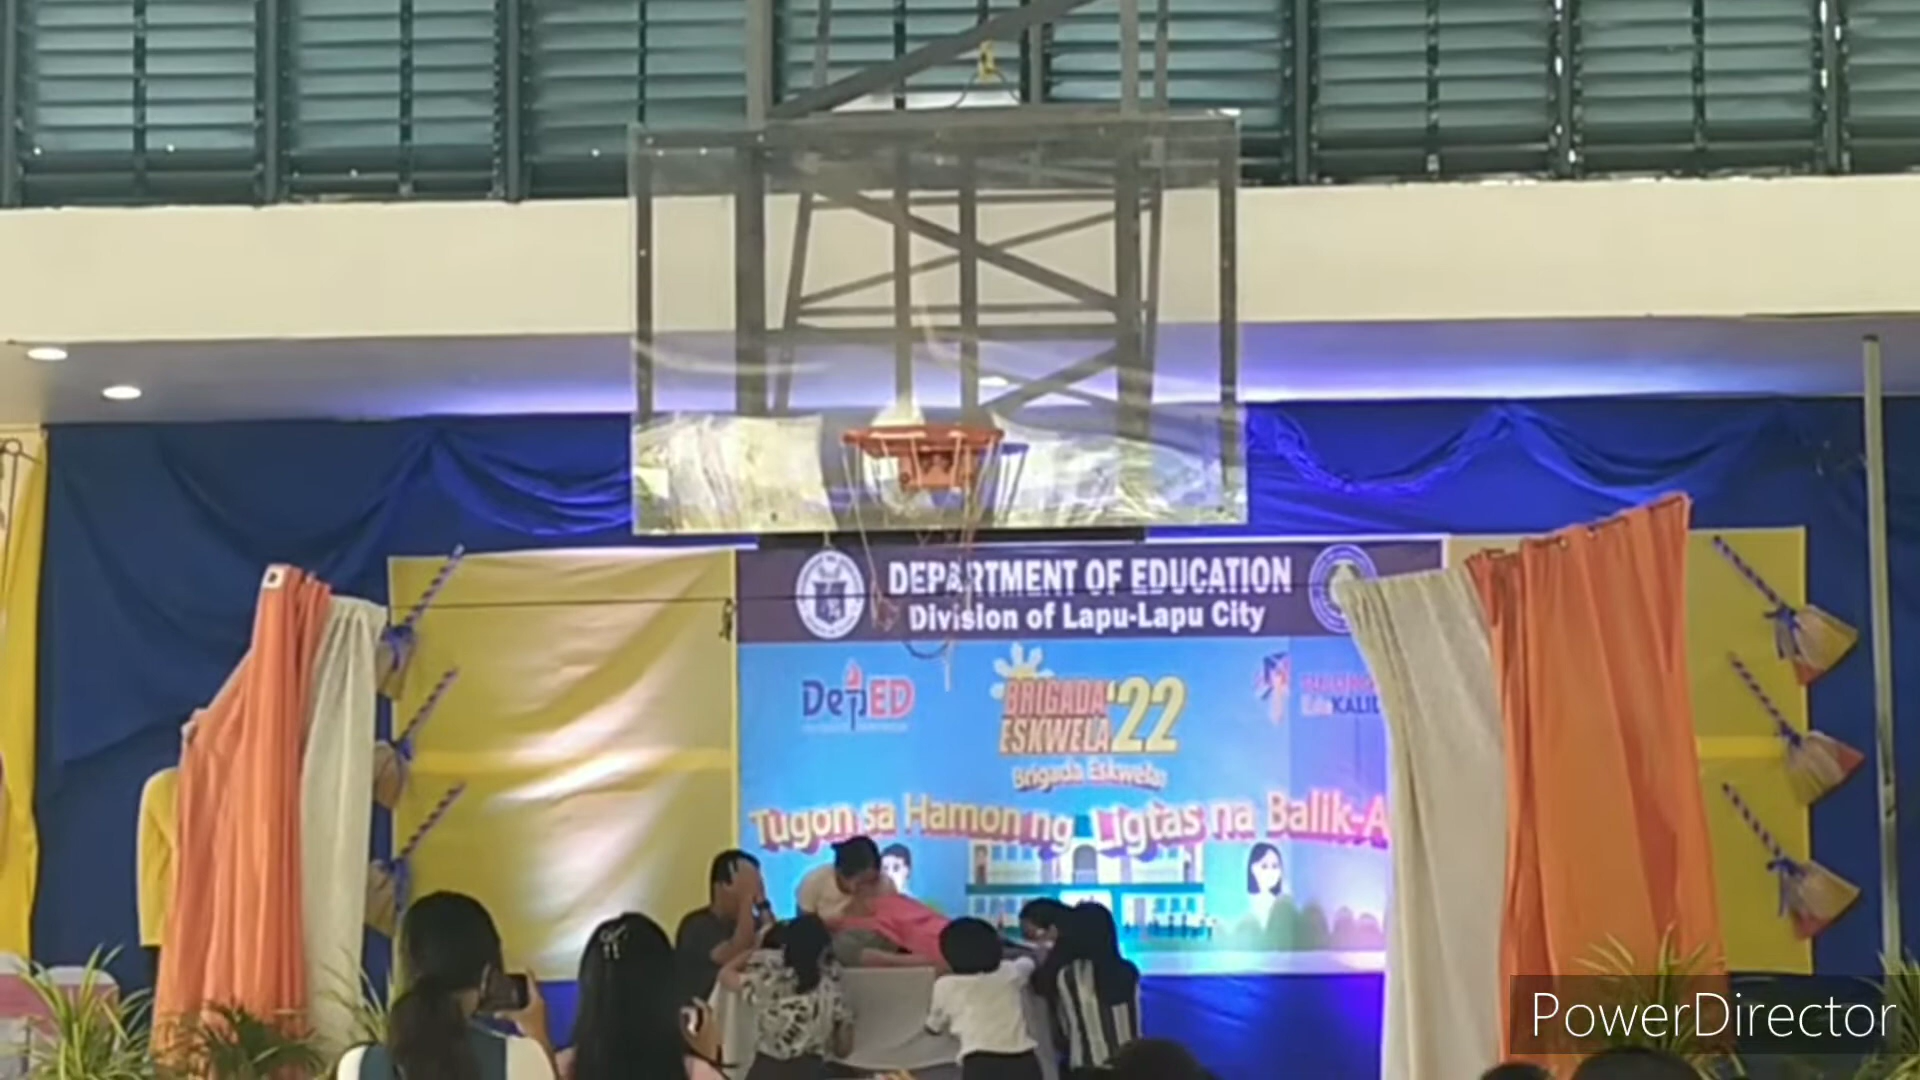 DEPARTMENT OF EDUCATION
Division of Lapu-Lapu City
DepED
BRIGADA
ESKWELA '22
KALIL
Brigada Eskwela:
Tugon sa Hamon ng Ligtas na Balik-A
PowerDirector